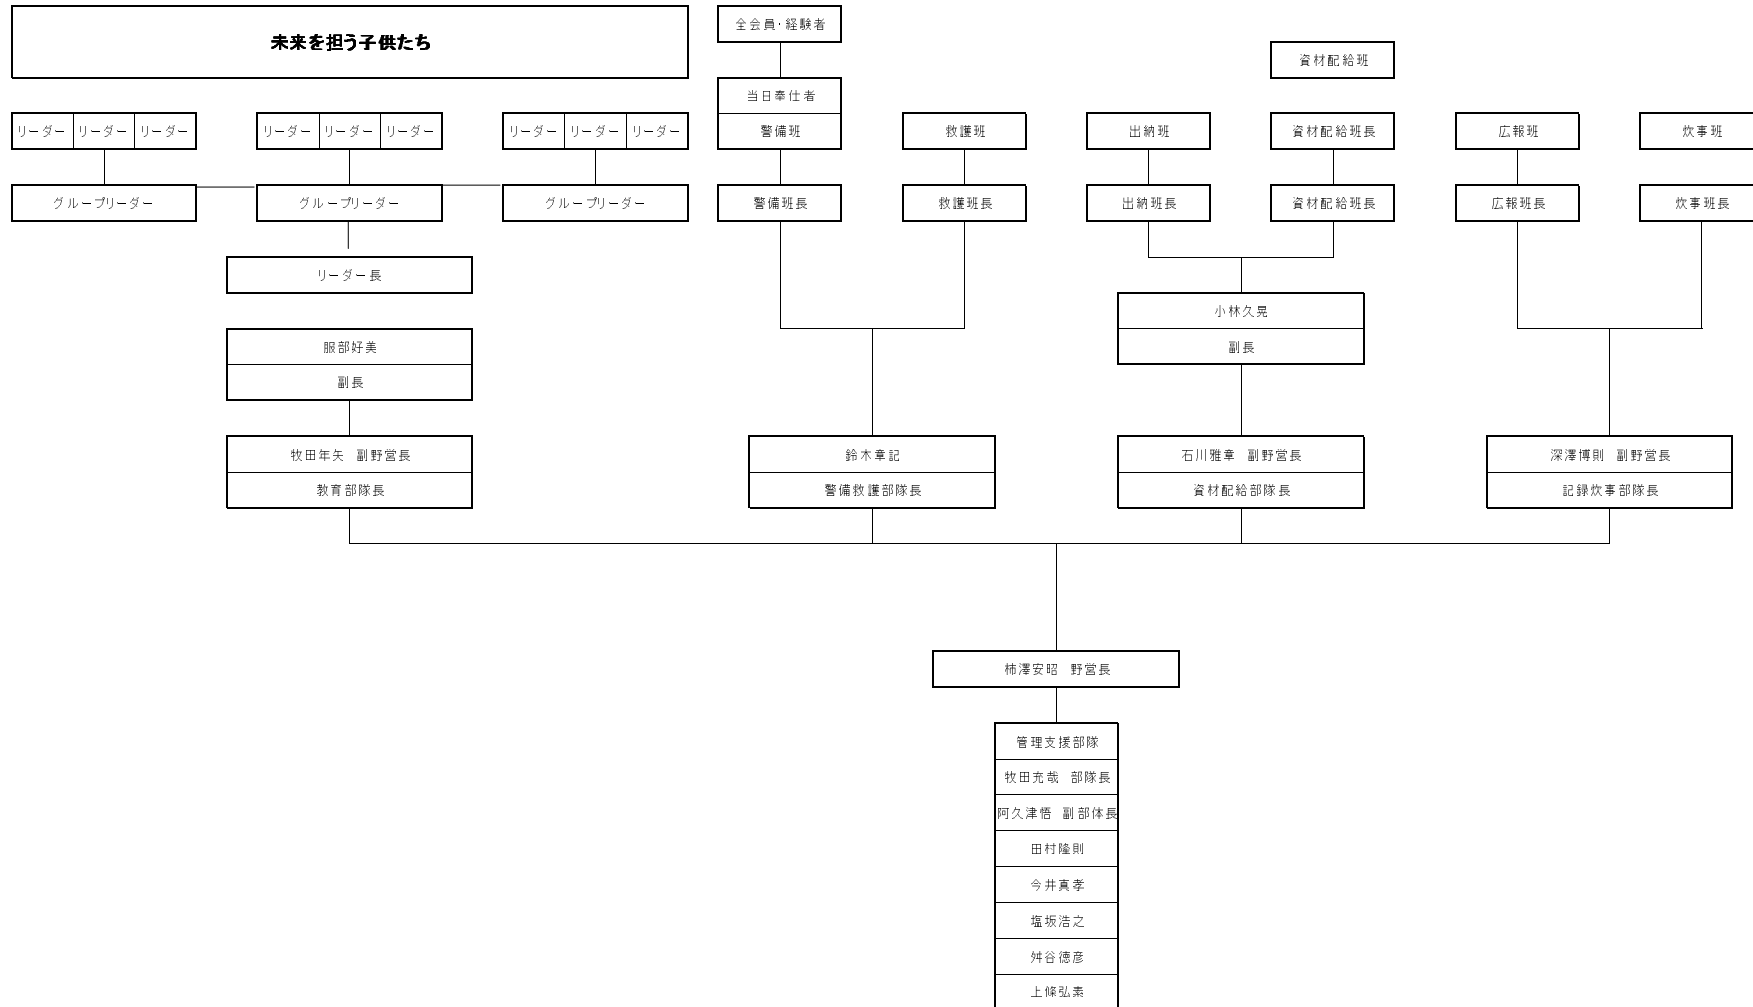 未来を担う子供たち
全会員・経験者
資材配給班
当日奉仕者
リーダー リーダー リーダー
リーダー リーダー リーダー
リーダー リーダー リーダー
警備班
救護班
出納班
資材配給班長
広報班
炊事班
グループリーダー
グループリーダー
グループリーダー
警備班長
救護班長
出納班長
資材配給班長
広報班長
炊事班長
リーダー長
小林久晃
副長
服部好美
副長
牧田年矢 副野営長
教育部隊長
鈴木章記
警備救護部隊長
石川雅章 副野営長
資材配給部隊長
深澤博則 副野営長
記録炊事部隊長
柿澤安昭 野営長
管理支援部隊
牧田充哉 部隊長
阿久津悟 副部体長
田村隆則
今井真孝
塩坂浩之
舛谷徳彦
上條弘素